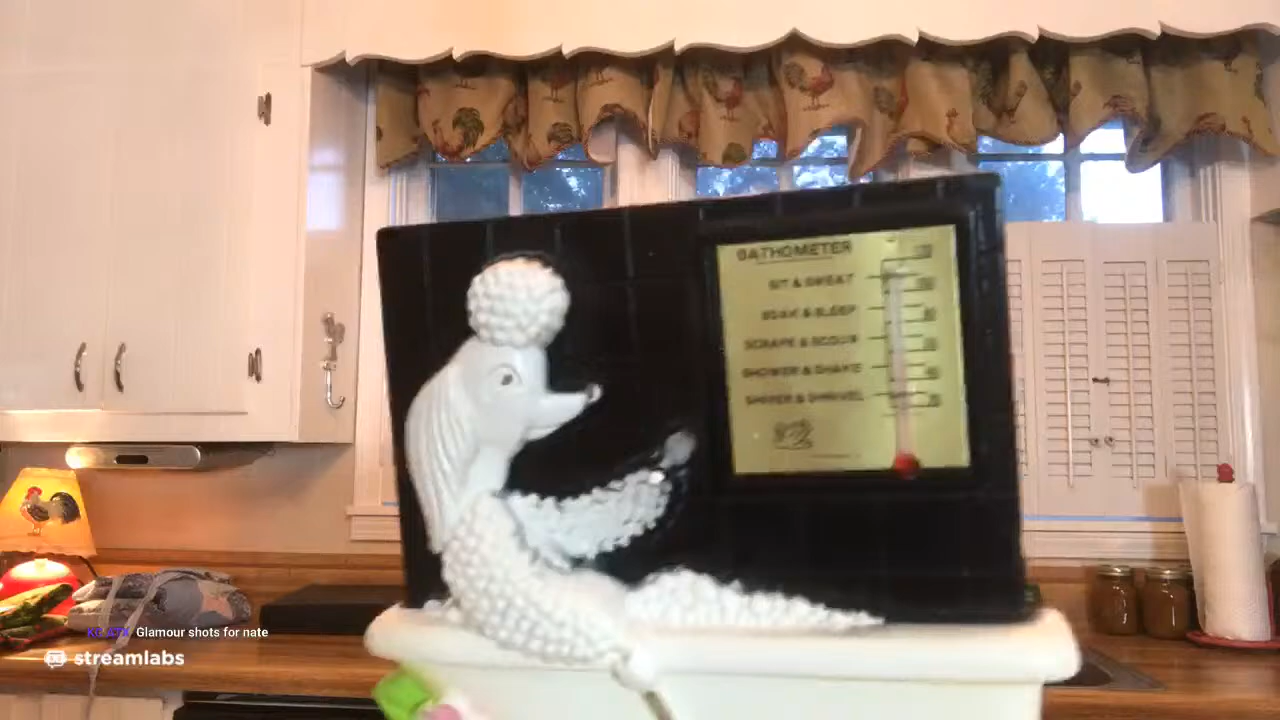 BATHOMETER
SIT & SWEAT
SOAK & SLEEP
SCRAPE & SCOUR
SHOWER & SHAKE
SHIVER & SHRIVEL
Glamour shots for nate
streamlabs